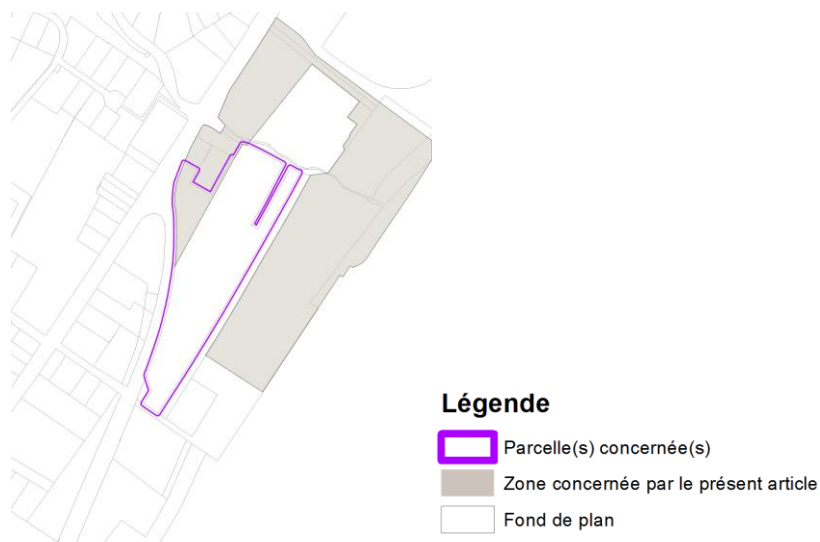 Légende
Parcelle(s) concernée(s)
Zone concernée par le présent article
Fond de plan